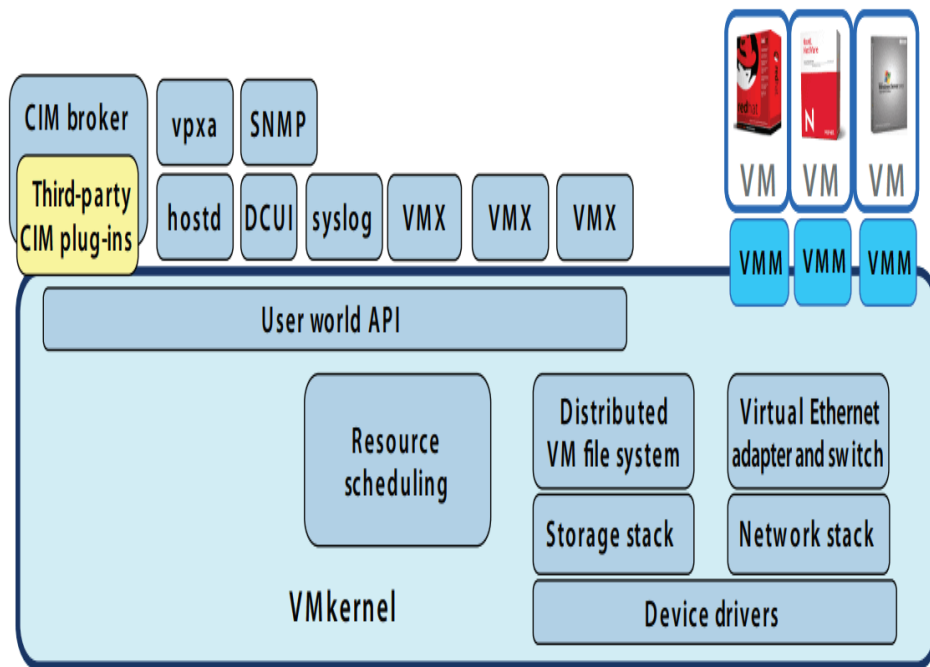 CIM broker
Third-party
CIM plug-ins
vpxa
SNMP
hostd
DCUI
syslog
VMX
VMX
VMX
redhat
N
VM
VM
VM
VMM
VMM
VMM
User world API
Resource
scheduling
Distributed
VM file system
Virtual Ethernet
adapter and switch
Storage stack
Network stack
VMkernel
Device drivers